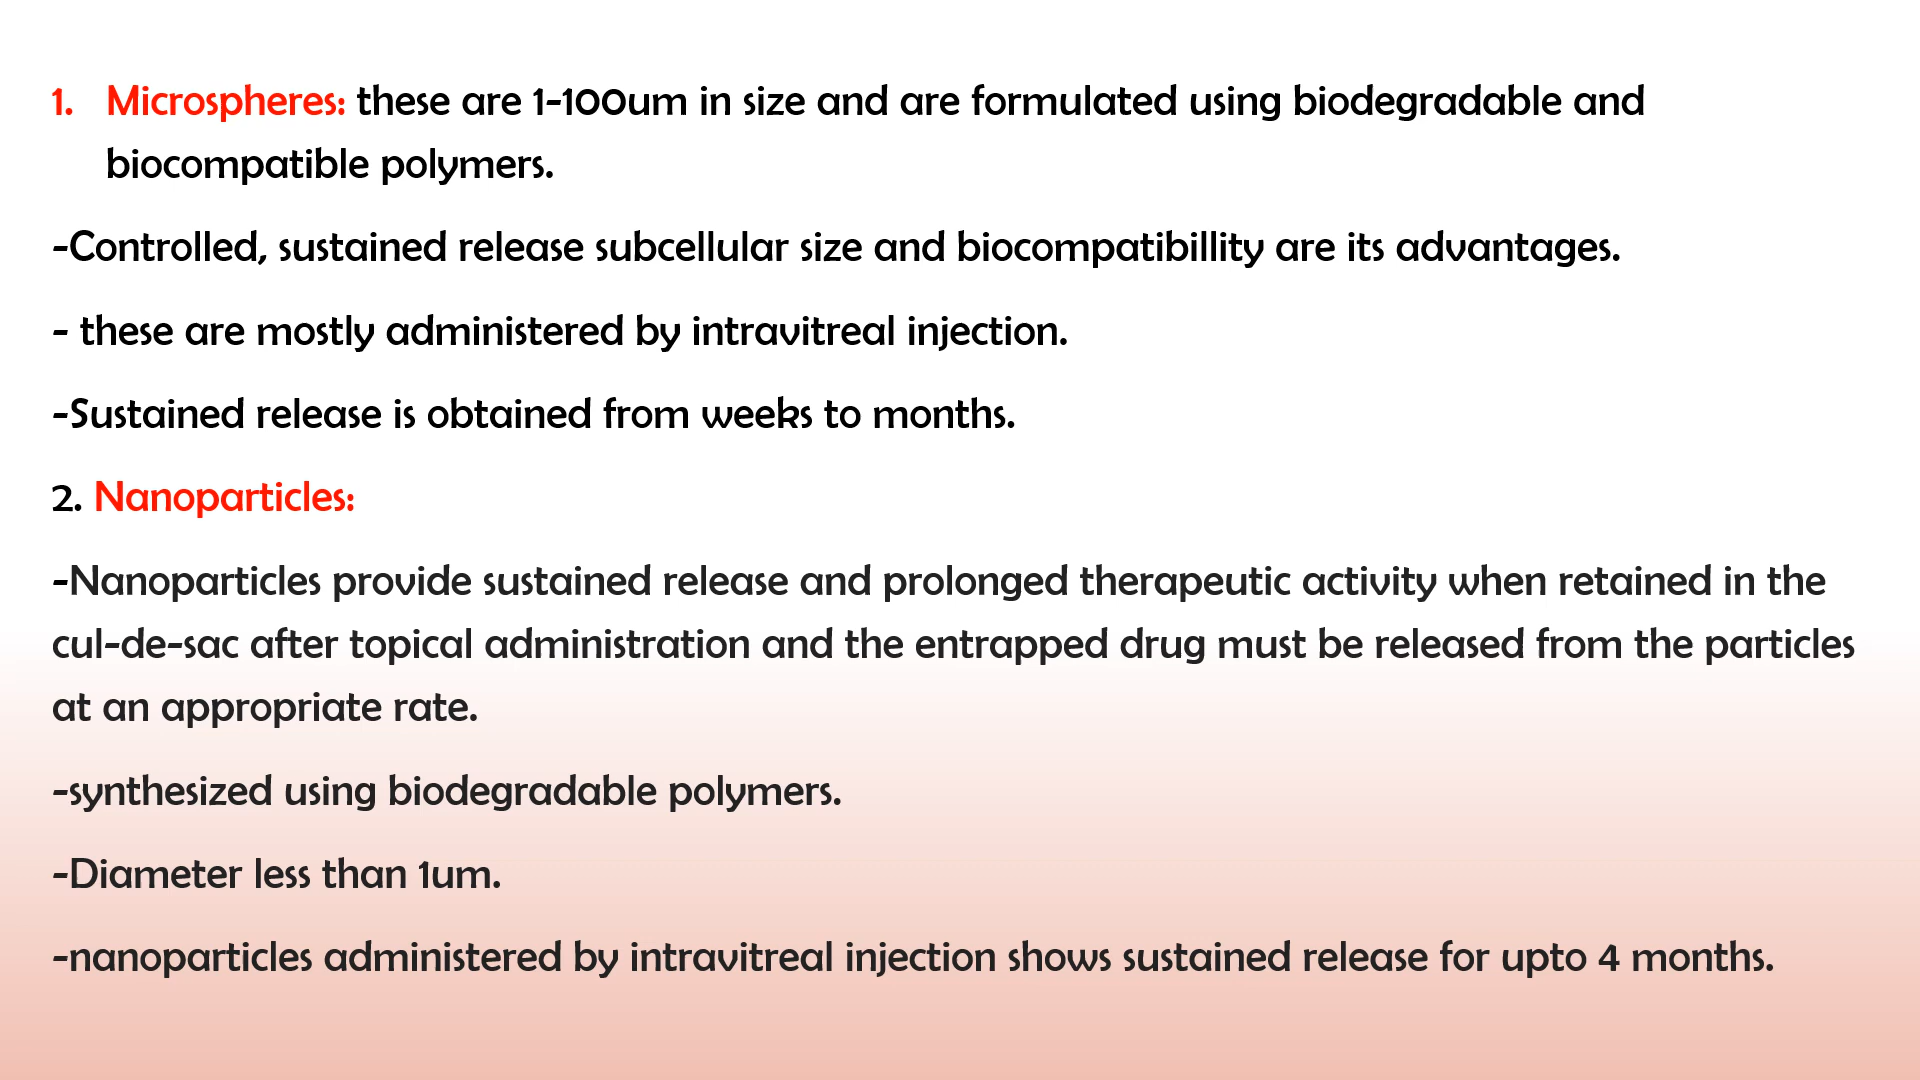 1. Microspheres: these are 1-100um in size and are formulated using biodegradable and
biocompatible polymers.
-Controlled, sustained release subcellular size and biocompatibillity are its advantages.
- these are mostly administered by intravitreal injection.
-Sustained release is obtained from weeks to months.
2. Nanoparticles:
-Nanoparticles provide sustained release and prolonged therapeutic activity when retained in the
cul-de-sac after topical administration and the entrapped drug must be released from the particles
at an appropriate rate.
-synthesized using biodegradable polymers.
-Diameter less than 1um.
-nanoparticles administered by intravitreal injection shows sustained release for upto 4 months.